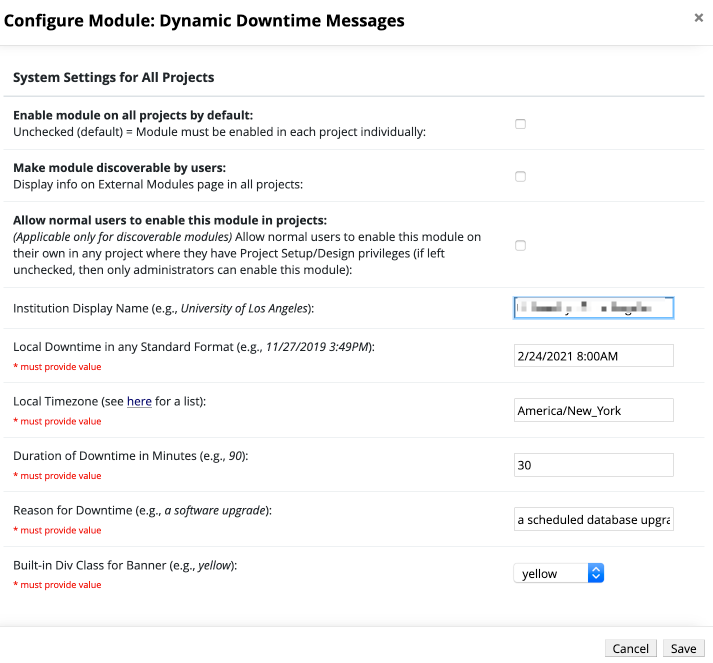 Configure Module: Dynamic Downtime Messages
×
System Settings for All Projects
Enable module on all projects by default:
Unchecked (default) = Module must be enabled in each project individually:
Make module discoverable by users:
Display info on External Modules page in all projects:
Allow normal users to enable this module in projects:
(Applicable only for discoverable modules) Allow normal users to enable this module on
their own in any project where they have Project Setup/Design privileges (if left
unchecked, then only administrators can enable this module):
Institution Display Name (e.g., University of Los Angeles):
Local Downtime in any Standard Format (e.g., 11/27/2019 3:49PM):
* must provide value
2/24/2021 8:00AM
Local Timezone (see here for a list):
* must provide value
America/New_York
Duration of Downtime in Minutes (e.g., 90):
* must provide value
30
Reason for Downtime (e.g., a software upgrade):
* must provide value
a scheduled database upgra
Built-in Div Class for Banner (e.g., yellow):
* must provide value
yellow
Cancel
Save